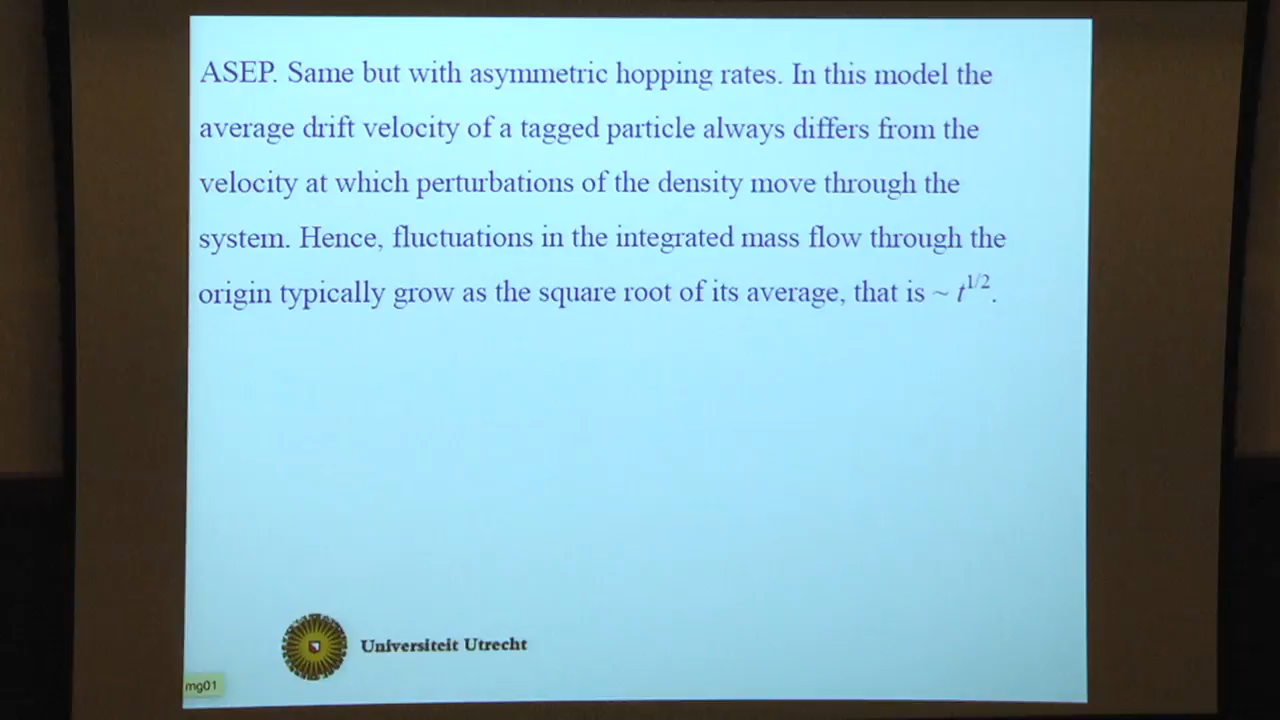 ASEP. Same but with asymmetric hopping rates. In this model the
average drift velocity of a tagged particle always differs from the
velocity at which perturbations of the density move through the
system. Hence, fluctuations in the integrated mass flow through the
origin typically grow as the square root of its average, that is ~ t^1/2.
Universiteit Utrecht
mg01